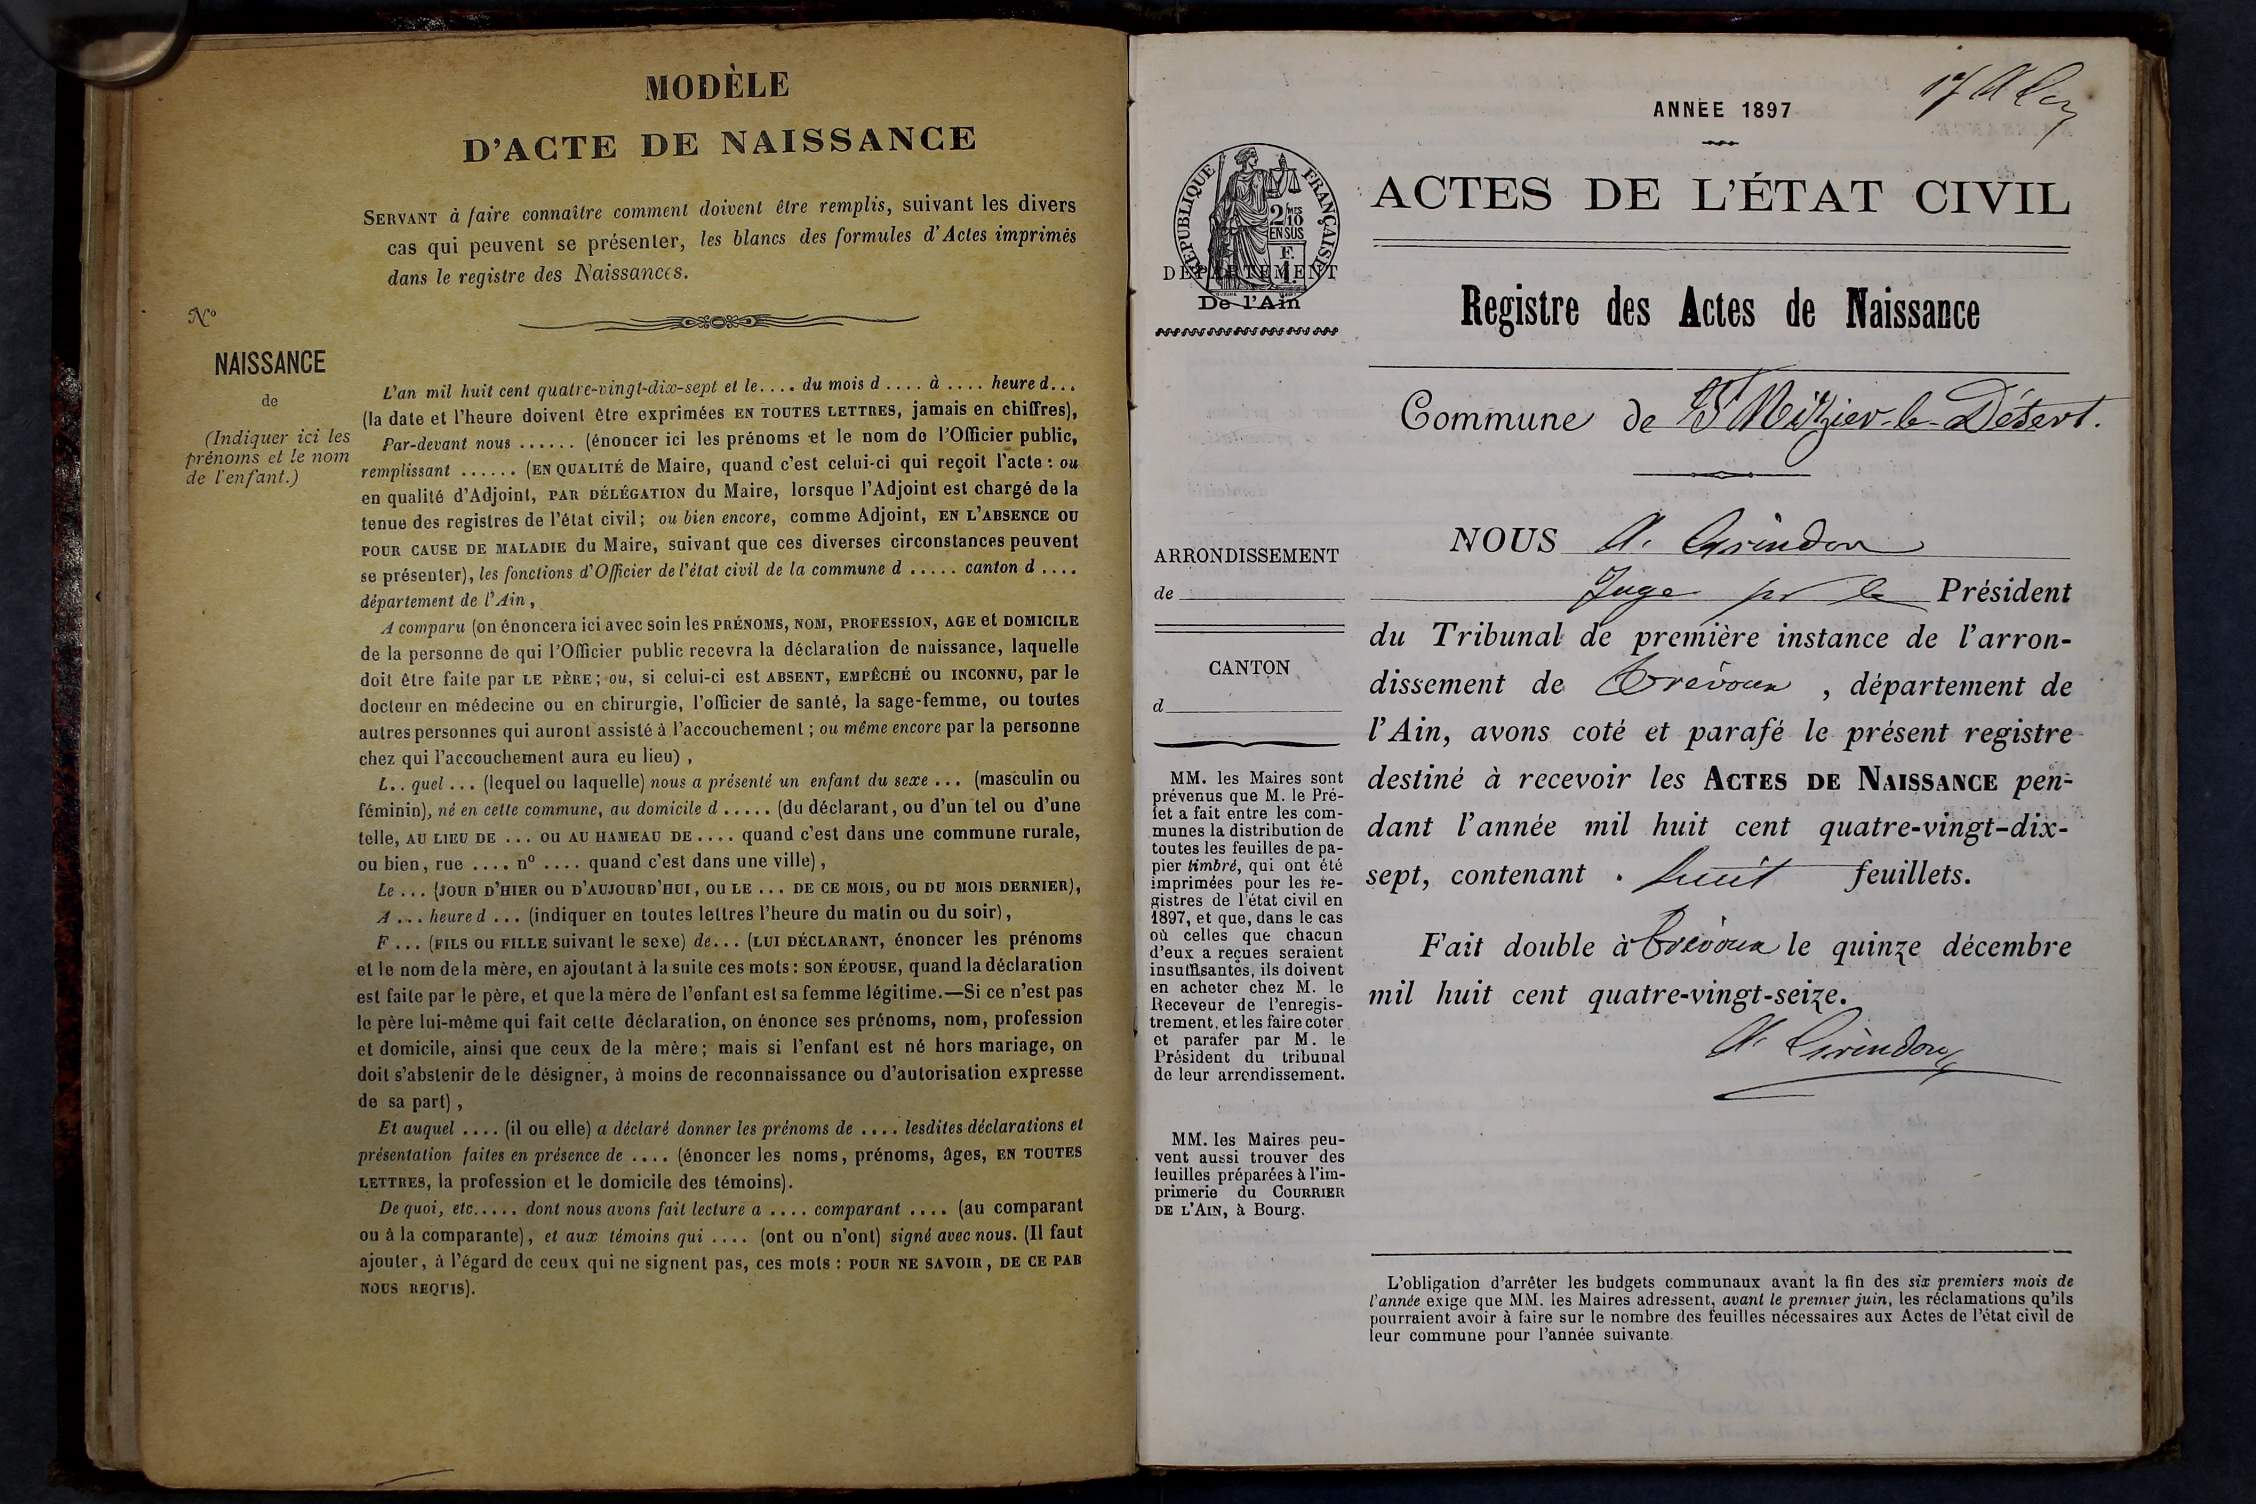 MODÈLE
D'ACTE DE NAISSANCE
SERVANT à faire connaître comment doivent être remplis, suivant les divers
cas qui peuvent se présenter, les blancs des formules d'Actes imprimés
dans le registre des Naissances.
N°
NAISSANCE
de
(Indiquer ici les
prénoms et le nom
de l'enfant.)
L'an mil huit cent quatre-vingt-dix-sept et le.... du mois d .... à .... heure d...
(la date et l'heure doivent être exprimées EN TOUTES LETTRES, jamais en chiffres),
Par-devant nous ...... (énoncer ici les prénoms et le nom de l'Officier public,
remplissant ...... (EN QUALITÉ de Maire, quand c'est celui-ci qui reçoit l'acte : ou
en qualité d'Adjoint, PAR DÉLÉGATION du Maire, lorsque l'Adjoint est chargé de la
tenue des registres de l'état civil; ou bien encore, comme Adjoint, EN L'ABSENCE OU
POUR CAUSE DE MALADIE du Maire, suivant que ces diverses circonstances peuvent
se présenter), les fonctions d'Officier de l'état civil de la commune d ..... canton d ....
département de l'Ain,
A comparu (on énoncera ici avec soin les PRÉNOMS, NOM, PROFESSION, AGE et DOMICILE
de la personne de qui l'Officier public recevra la déclaration de naissance, laquelle
doit être faite par LE PÈRE; ou, si celui-ci est ABSENT, EMPÊCHÉ OU INCONNU, par le
docteur en médecine ou en chirurgie, l'officier de santé, la sage-femme, ou toutes
autres personnes qui auront assisté à l'accouchement; ou même encore par la personne
chez qui l'accouchement aura eu lieu),
L.. quel ... (lequel ou laquelle) nous a présenté un enfant du sexe ... (masculin ou
féminin), né en cette commune, au domicile d ..... (du déclarant, ou d'un tel ou d'une
telle, AU LIEU DE ... OU AU HAMEAU DE .... quand c'est dans une commune rurale,
ou bien, rue .... n° .... quand c'est dans une ville),
Le ... (JOUR D'HIER OU D'AUJOURD'HUI, OU LE ... DE CE MOIS, OU DU MOIS DERNIER),
A ... heure d ... (indiquer en toutes lettres l'heure du matin ou du soir),
F ... (FILS OU FILLE suivant le sexe) de... (LUI DÉCLARANT, énoncer les prénoms
et le nom de la mère, en ajoutant à la suite ces mots : SON ÉPOUSE, quand la déclaration
est faite par le père, et que la mère de l'enfant est sa femme légitime.—Si ce n'est pas
le père lui-même qui fait cette déclaration, on énonce ses prénoms, nom, profession
et domicile, ainsi que ceux de la mère; mais si l'enfant est né hors mariage, on
doit s'abstenir de le désigner, à moins de reconnaissance ou d'autorisation expresse
de sa part),
Et auquel .... (il ou elle) a déclaré donner les prénoms de .... lesdites déclarations et
présentation faites en présence de .... (énoncer les noms, prénoms, âges, EN TOUTES
LETTRES, la profession et le domicile des témoins).
De quoi, etc..... dont nous avons fait lecture a .... comparant .... (au comparant
ou à la comparante), et aux témoins qui .... (ont ou n'ont) signé avec nous. (Il faut
ajouter, à l'égard de ceux qui ne signent pas, ces mots : POUR NE SAVOIR, DE CE PAR
NOUS REQUIS).
ANNÉE 1897
RÉPUBLIQUE FRANÇAISE
2/10 MES
EN SUS
F.
1.
DÉPARTEMENT
De l'Ain
ACTES DE L'ÉTAT CIVIL
Registre des Actes de Naissance
Commune de St Nizier-le-Désert.
ARRONDISSEMENT
de
CANTON
d
MM. les Maires sont
prévenus que M. le Pré-
fet a fait entre les com-
munes la distribution de
toutes les feuilles de pa-
pier timbré, qui ont été
imprimées pour les re-
gistres de l'état civil en
1897, et que, dans le cas
où celles que chacun
d'eux a reçues seraient
insuffisantes, ils doivent
en acheter chez M. le
Receveur de l'enregis-
trement, et les faire coter
et parafer par M. le
Président du tribunal
de leur arrondissement.
MM. les Maires peu-
vent aussi trouver des
feuilles préparées à l'im-
primerie du COURRIER
DE L'AIN, à Bourg.
NOUS A. Girindon
Juge pr le Président
du Tribunal de première instance de l'arron-
dissement de Trévoux, département de
l'Ain, avons coté et parafé le présent registre
destiné à recevoir les ACTES DE NAISSANCE pen-
dant l'année mil huit cent quatre-vingt-dix-
sept, contenant huit feuillets.
Fait double à Trévoux le quinze décembre
mil huit cent quatre-vingt-seize.
A. Girindon
L'obligation d'arrêter les budgets communaux avant la fin des six premiers mois de
l'année exige que MM. les Maires adressent, avant le premier juin, les réclamations qu'ils
pourraient avoir à faire sur le nombre des feuilles nécessaires aux Actes de l'état civil de
leur commune pour l'année suivante.